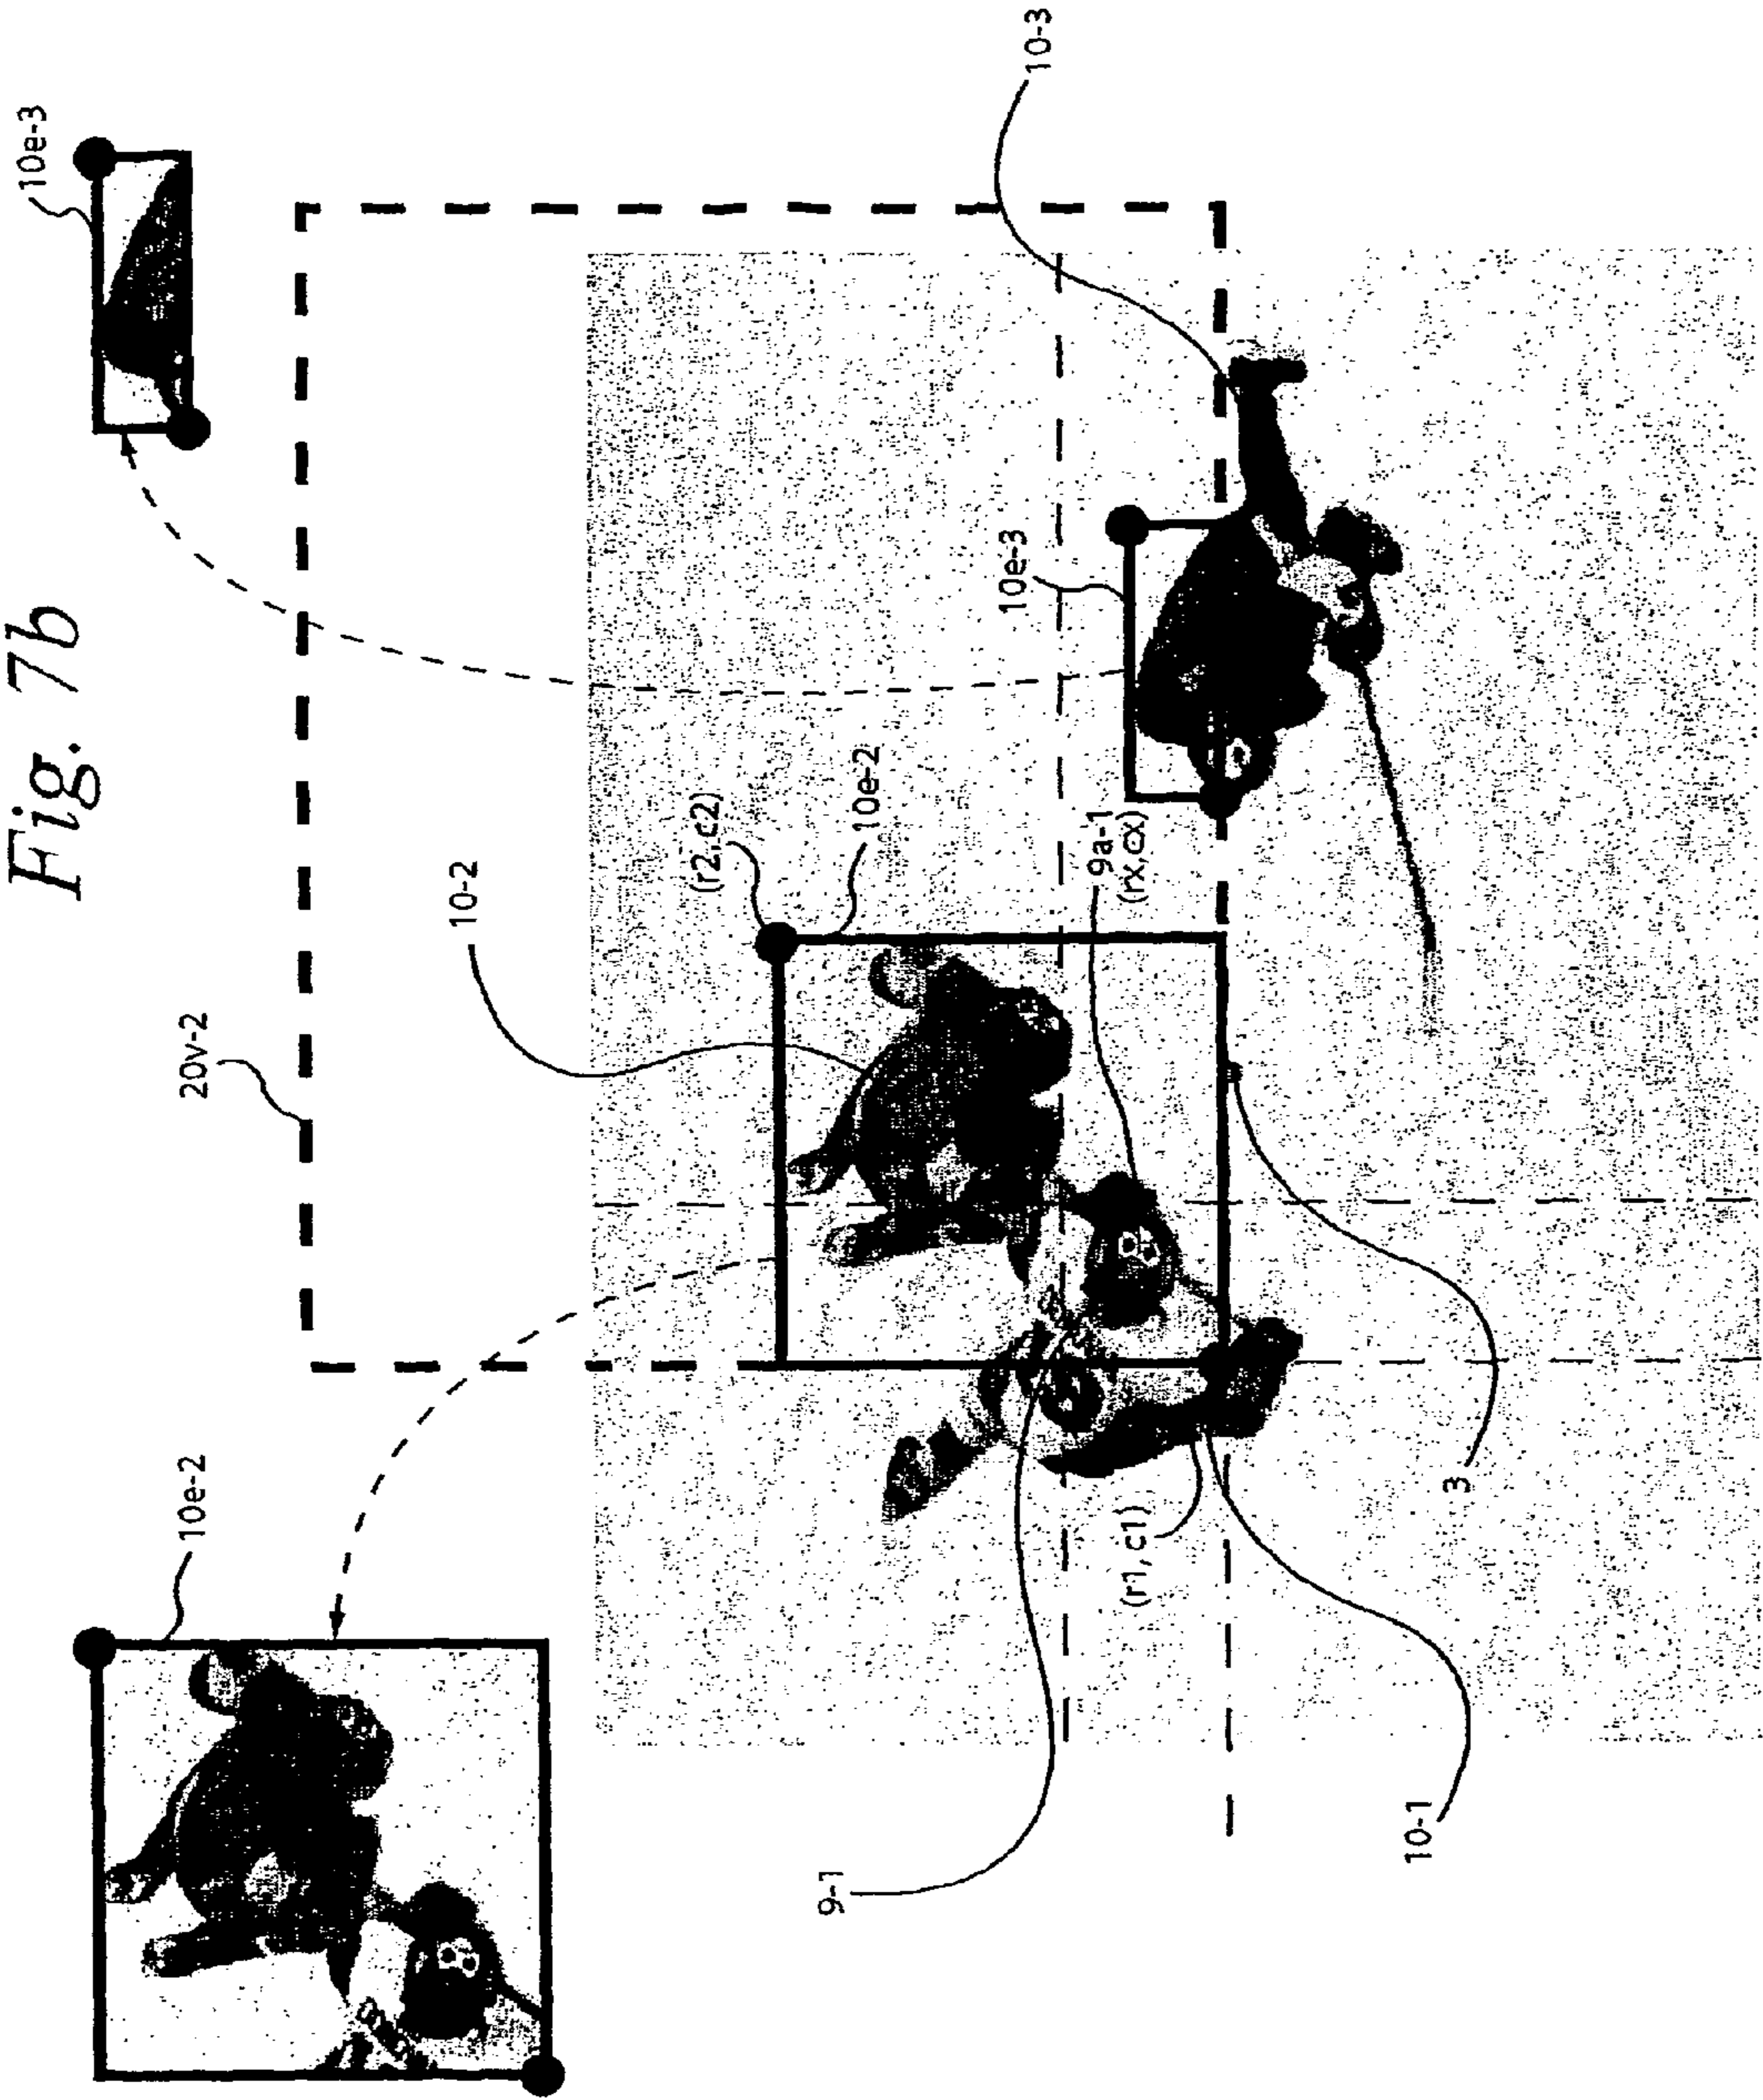 Fig. 7b
10e-3
10e-2
20v-2
10-2
(r2,c2)
9-1
10e-2
10e-3
10-3
9a-1
(rx,cx)
(r1,c1)
10-1
3